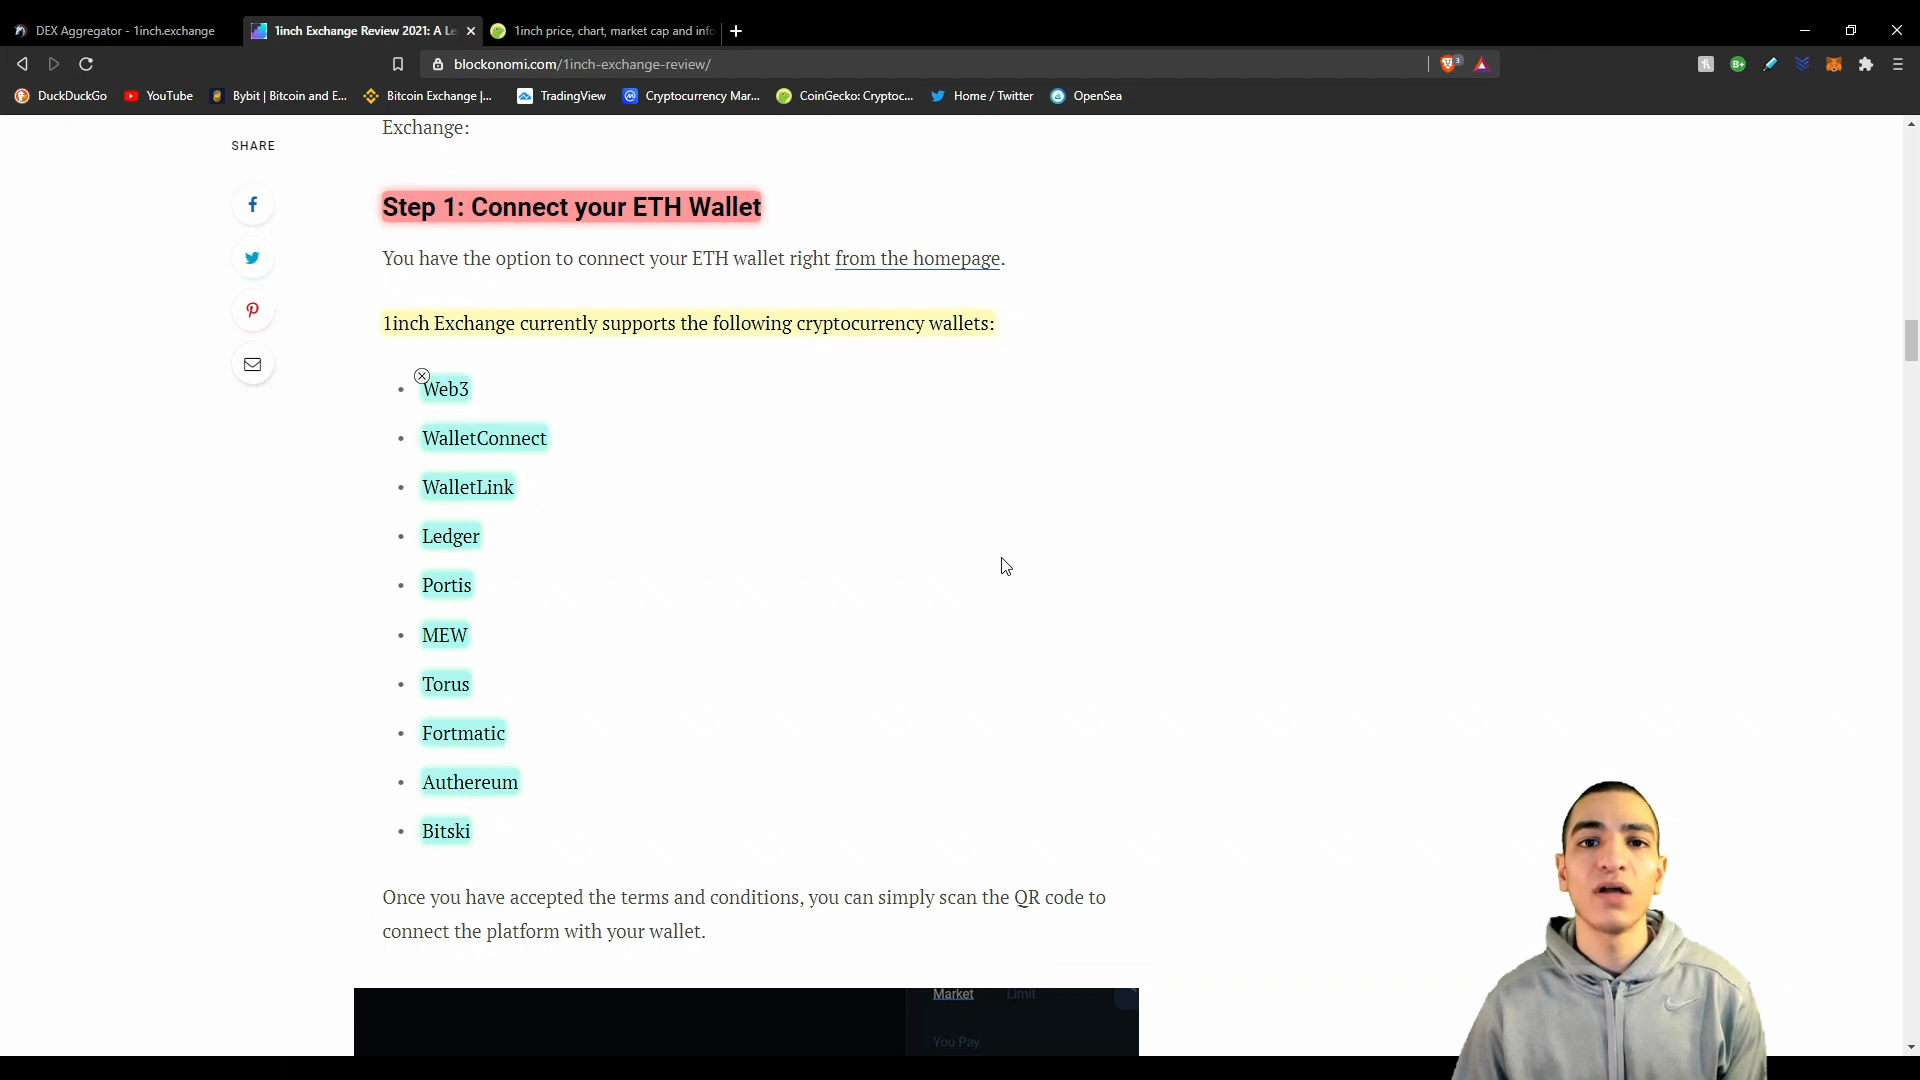 DEX Aggregator - 1inch.exchange
1inch Exchange Review 2021: A Le
1inch price, chart, market cap and info
blockonomi.com/1inch-exchange-review/
3
B+
DuckDuckGo
YouTube
Bybit | Bitcoin and E...
Bitcoin Exchange |...
TradingView
Cryptocurrency Mar...
CoinGecko: Cryptoc...
Home / Twitter
OpenSea
Exchange:
SHARE
Step 1: Connect your ETH Wallet
You have the option to connect your ETH wallet right from the homepage.
1inch Exchange currently supports the following cryptocurrency wallets:
Web3
WalletConnect
WalletLink
Ledger
Portis
MEW
Torus
Fortmatic
Authereum
Bitski
Once you have accepted the terms and conditions, you can simply scan the QR code to
connect the platform with your wallet.
Market Limit
You Pay